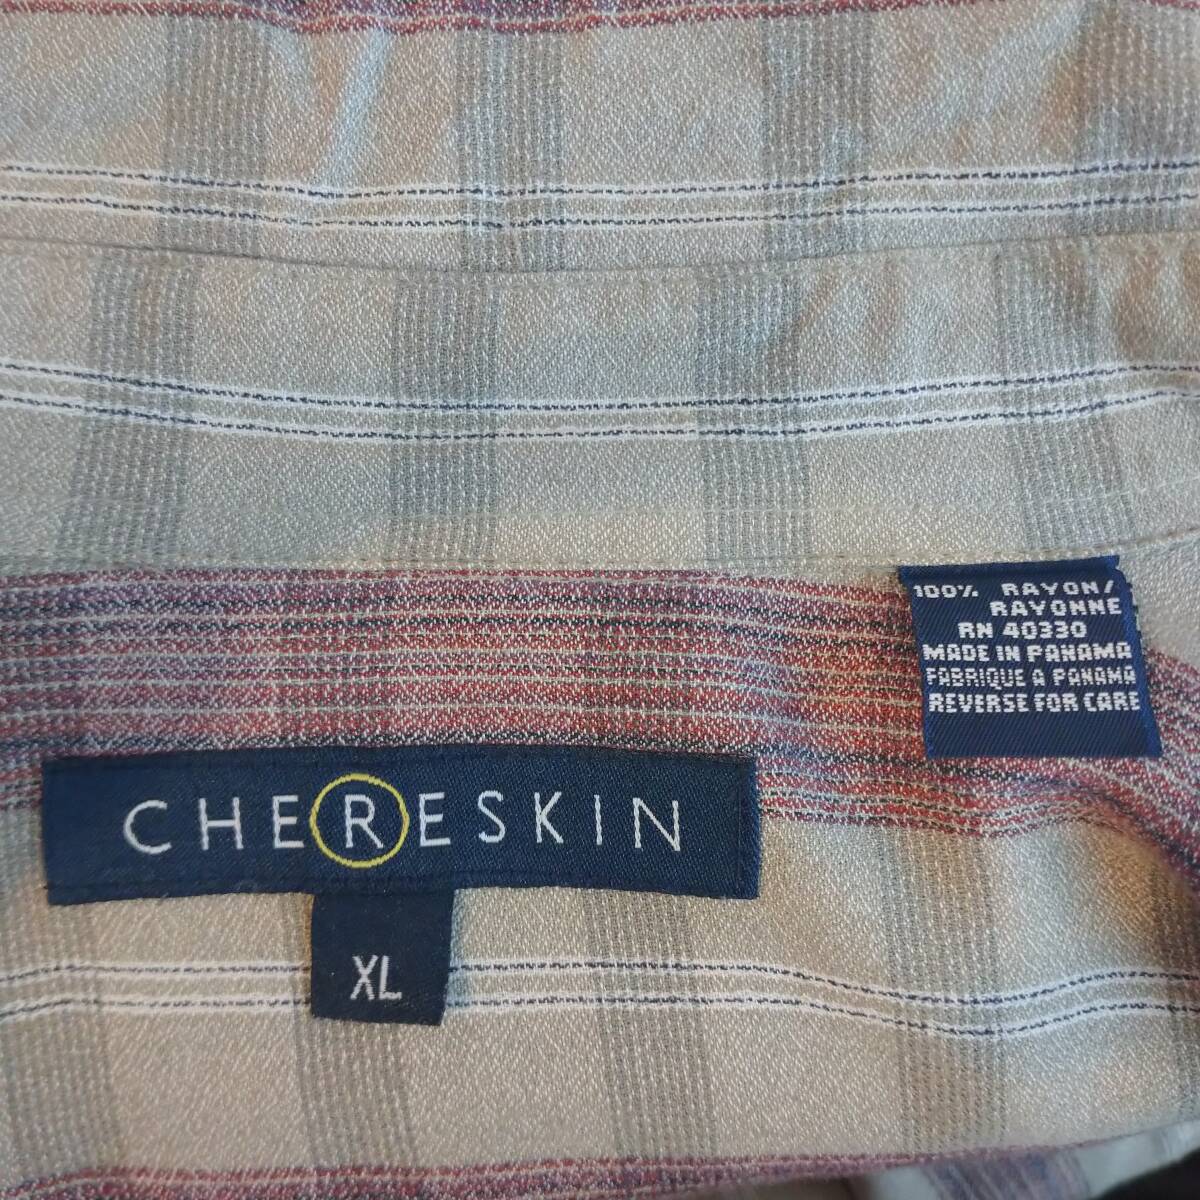 100% RAYON/
RAYONNE
RN 40330
MADE IN PANAMA
FABRIQUE A PANAMA
REVERSE FOR CARE
CHERESKIN
XL